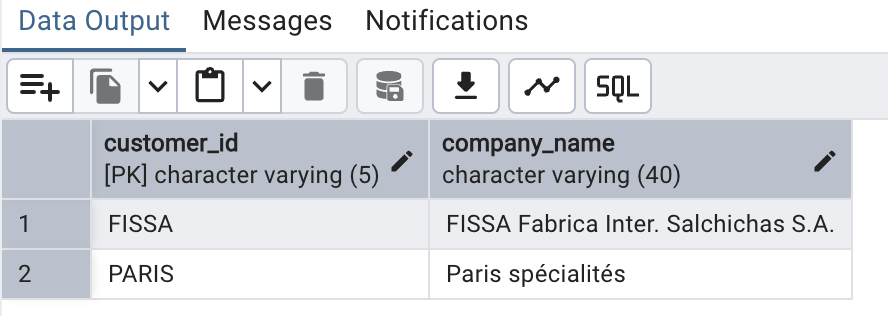 Data Output Messages Notifications
SQL
customer_id company_name
[PK] character varying (5) character varying (40)
1 FISSA FISSA Fabrica Inter. Salchichas S.A.
2 PARIS Paris spécialités